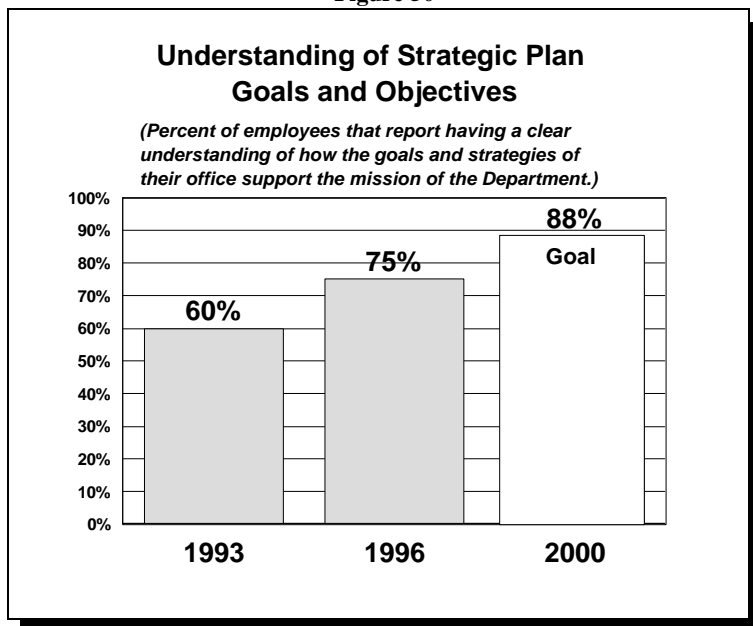 Understanding of Strategic Plan
Goals and Objectives
(Percent of employees that report having a clear
understanding of how the goals and strategies of
their office support the mission of the Department.)
100%
90%
80%
70%
60%
50%
40%
30%
20%
10%
0%
60%
75%
88%
Goal
1993 1996 2000